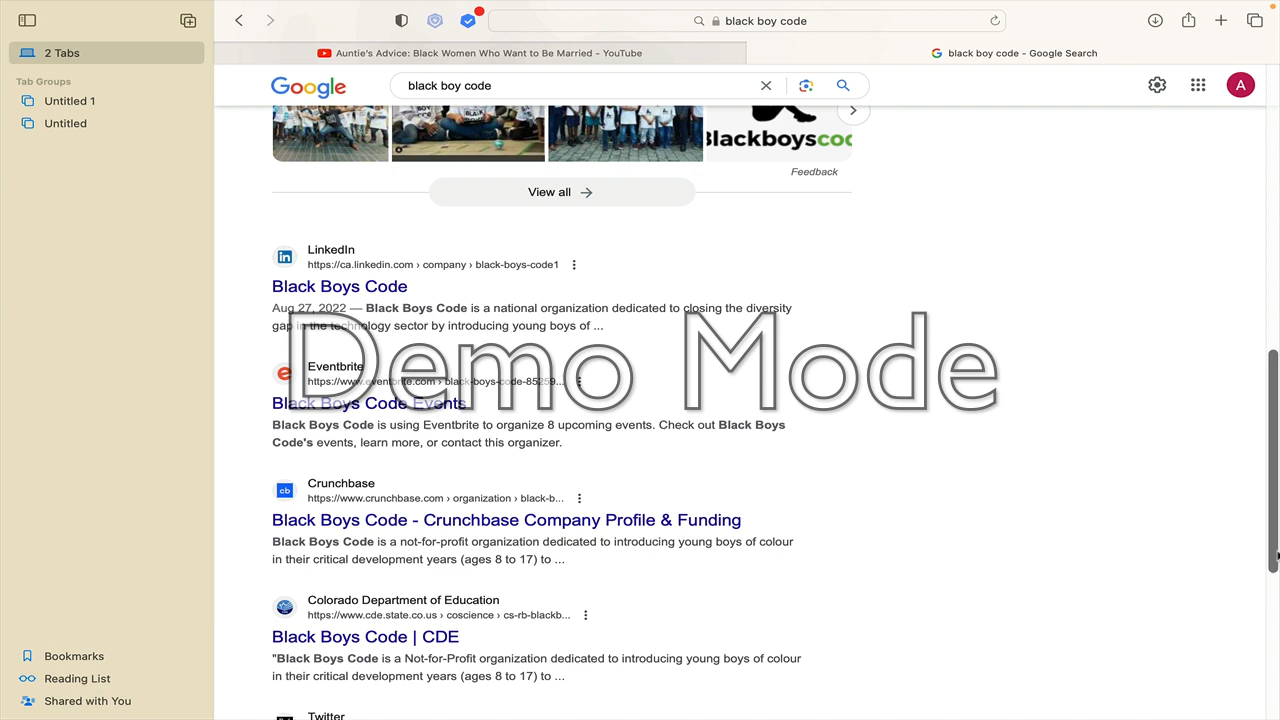 black boy code
2 Tabs
Auntie's Advice: Black Women Who Want to Be Married - YouTube
black boy code - Google Search
Tab Groups
Untitled 1
Untitled
Google
black boy code
A
Blackboyscod
Feedback
View all
LinkedIn
https://ca.linkedin.com › company › black-boys-code1
Black Boys Code
Aug 27, 2022 — Black Boys Code is a national organization dedicated to closing the diversity
gap in the technology sector by introducing young boys of ...
Demo Mode
Eventbrite
https://www.eventbrite.com › black-boys-code-85259...
Black Boys Code Events
Black Boys Code is using Eventbrite to organize 8 upcoming events. Check out Black Boys
Code's events, learn more, or contact this organizer.
Crunchbase
https://www.crunchbase.com › organization › black-b...
Black Boys Code - Crunchbase Company Profile & Funding
Black Boys Code is a not-for-profit organization dedicated to introducing young boys of colour
in their critical development years (ages 8 to 17) to ...
Colorado Department of Education
https://www.cde.state.co.us › coscience › cs-rb-blackb...
Black Boys Code | CDE
"Black Boys Code is a Not-for-Profit organization dedicated to introducing young boys of colour
in their critical development years (ages 8 to 17) to ...
Twitter
Bookmarks
Reading List
Shared with You